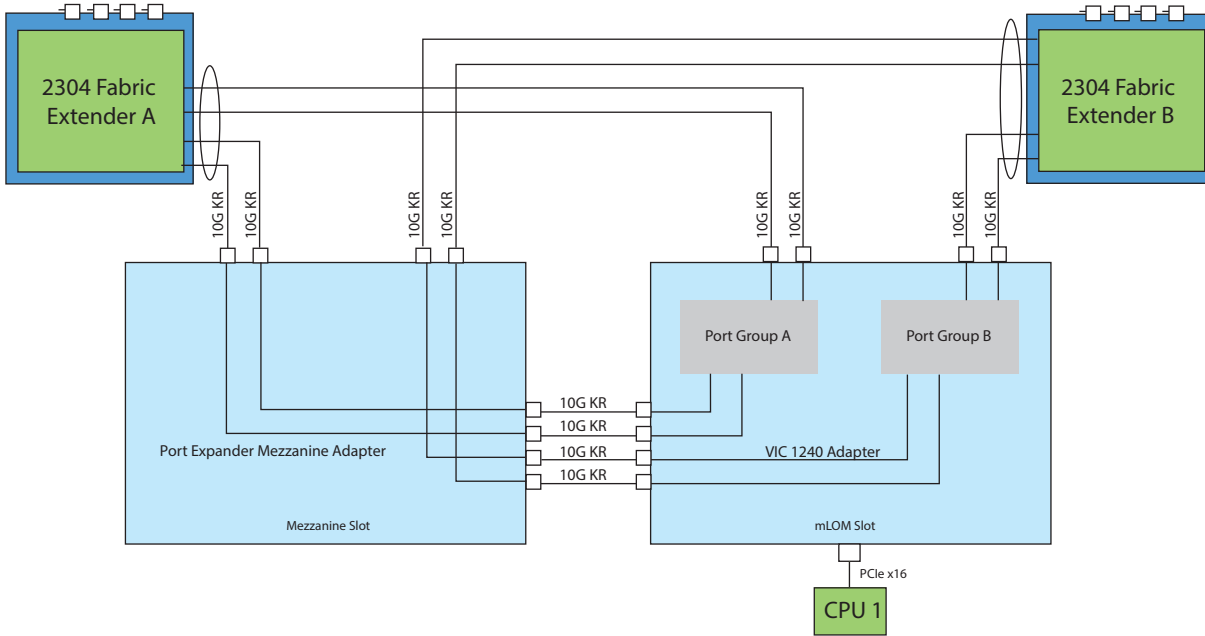 2304 Fabric
Extender A
2304 Fabric
Extender B
10G KR
10G KR
10G KR
10G KR
10G KR
10G KR
10G KR
10G KR
Port Group A
Port Group B
10G KR
10G KR
10G KR
10G KR
Port Expander Mezzanine Adapter
VIC 1240 Adapter
Mezzanine Slot
mLOM Slot
PCIe x16
CPU 1